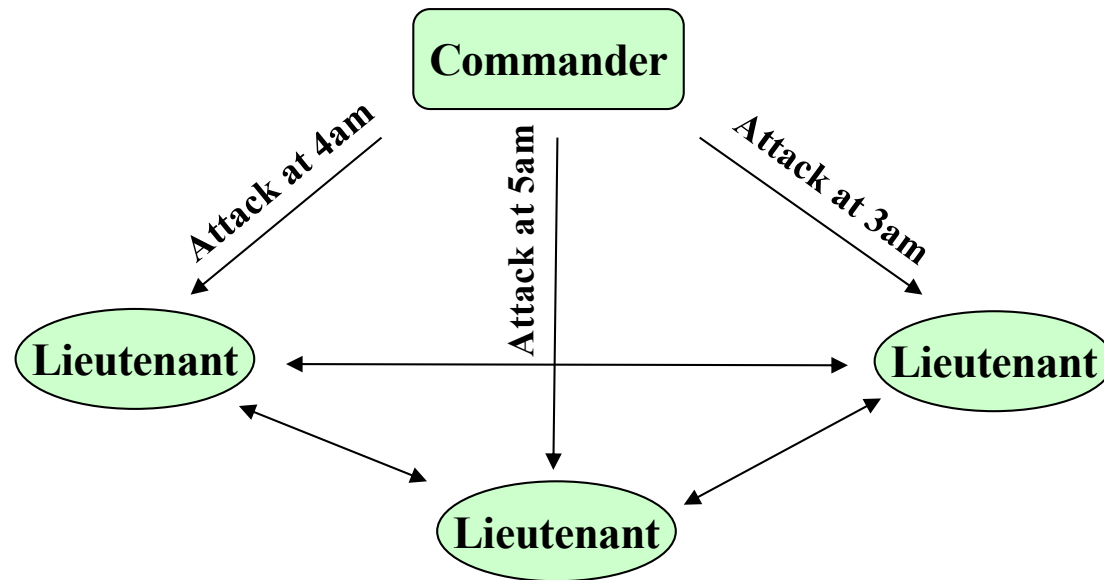 Commander
Attack at 4am
Attack at 5am
Attack at 3am
Lieutenant
Lieutenant
Lieutenant